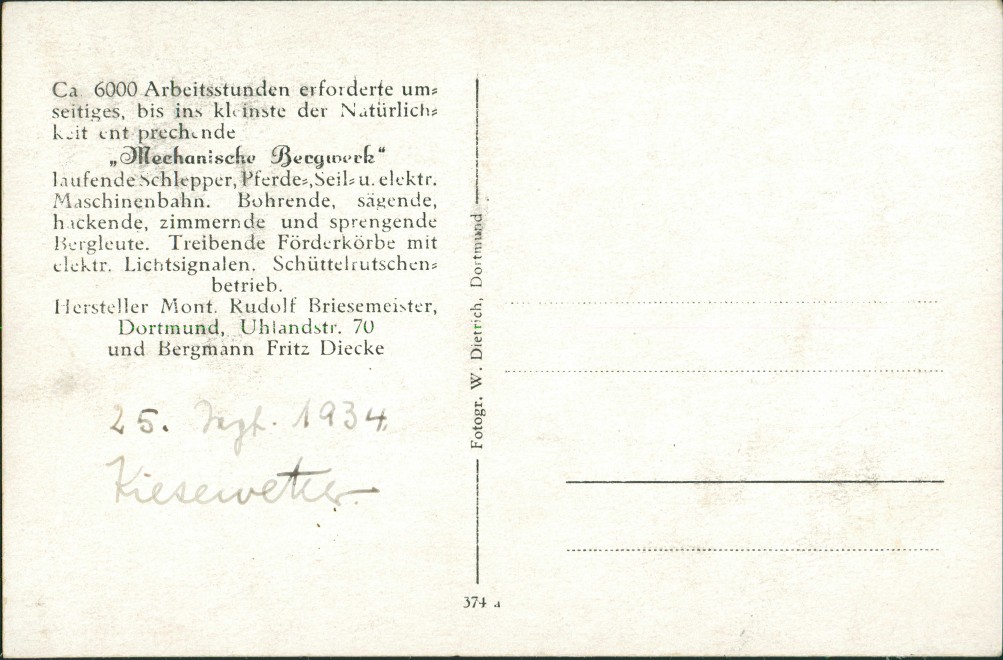 Ca 6000 Arbeitsstunden erforderte um=
seitiges, bis ins kleinste der Natürlich=
keit entsprechende
„Mechanische Bergwerk“
laufende Schlepper, Pferde=, Seil= u. elektr.
Maschinenbahn. Bohrende, sägende,
hackende, zimmernde und sprengende
Bergleute. Treibende Förderkörbe mit
elektr. Lichtsignalen. Schüttelrutschen=
betrieb.
Hersteller Mont. Rudolf Briesemeister,
Dortmund, Uhlandstr. 70
und Bergmann Fritz Diecke
25. Sept. 1934.
Kiesewetter
Fotogr. W. Dietrich, Dortmund
374 a